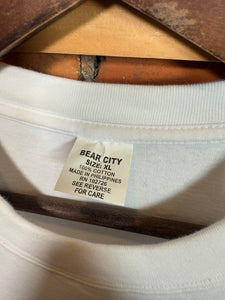 BEAR CITY
SIZE: XL
100% COTTON
MADE IN PHILIPPINES
RN 102726
SEE REVERSE
FOR CARE